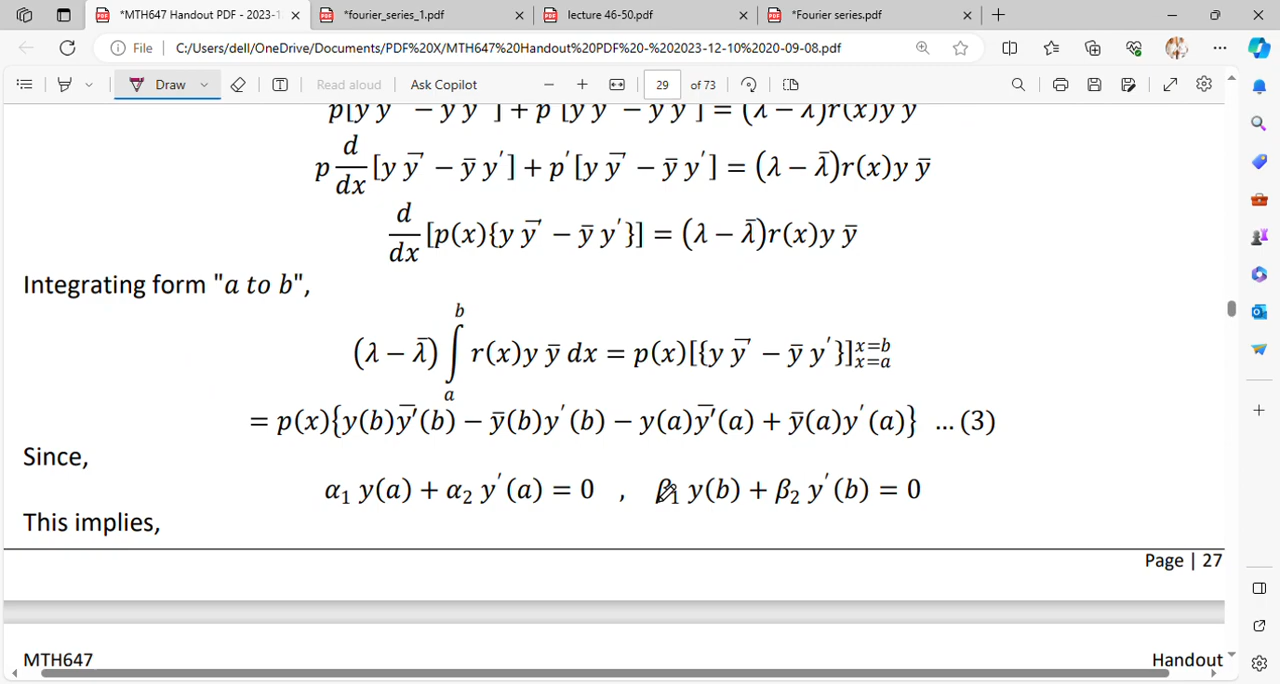 *MTH647 Handout PDF - 2023-1
*fourier_series_1.pdf
lecture 46-50.pdf
*Fourier series.pdf
File
C:/Users/dell/OneDrive/Documents/PDF%20X/MTH647%20Handout%20PDF%20-%202023-12-10%2020-09-08.pdf
Draw
Read aloud
Ask Copilot
29 of 73
p d/dx [y y̅′ − y̅ y′] + p′ [y y̅′ − y̅ y′] = (λ − λ̅)r(x)y y̅
d/dx [p(x){y y̅′ − y̅ y′}] = (λ − λ̅)r(x)y y̅
Integrating form "a to b",
(λ − λ̅) ∫ₐᵇ r(x)y y̅ dx = p(x)[{y y̅′ − y̅ y′}]ˣ⁼ᵇₓ₌ₐ
= p(x){y(b)y̅′(b) − y̅(b)y′(b) − y(a)y̅′(a) + y̅(a)y′(a)} ...(3)
Since,
α₁ y(a) + α₂ y′(a) = 0 , β₁ y(b) + β₂ y′(b) = 0
This implies,
Page | 27
MTH647
Handout